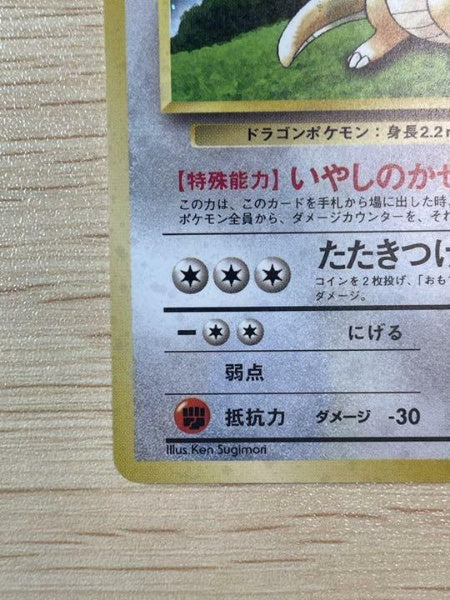 ドラゴンポケモン：身長2.2m
【特殊能力】いやしのかぜ
この力は、このカードを手札から場に出した時、
ポケモン全員から、ダメージカウンターを、それ
たたきつけ
コインを2枚投げ、「おも
ダメージ。
ー にげる
弱点
抵抗力 ダメージ -30
Illus. Ken Sugimori